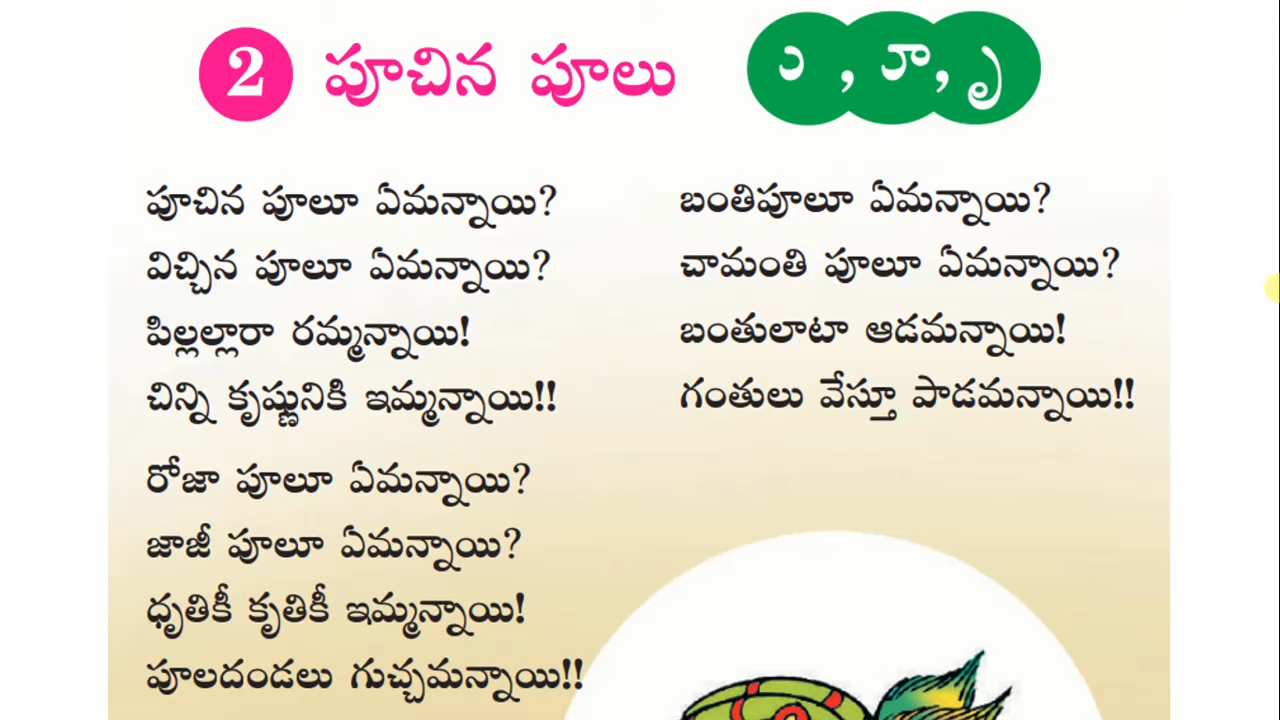 2 పూచిన పూలు ు , ూ, ృ
పూచిన పూలూ ఏమన్నాయి?
విచ్చిన పూలూ ఏమన్నాయి?
పిల్లల్లారా రమ్మన్నాయి!
చిన్ని కృష్ణునికి ఇమ్మన్నాయి!!
రోజా పూలూ ఏమన్నాయి?
జాజీ పూలూ ఏమన్నాయి?
ధృతికీ కృతికీ ఇమ్మన్నాయి!
పూలదండలు గుచ్చమన్నాయి!!
బంతిపూలూ ఏమన్నాయి?
చామంతి పూలూ ఏమన్నాయి?
బంతులాటా ఆడమన్నాయి!
గంతులు వేస్తూ పాడమన్నాయి!!